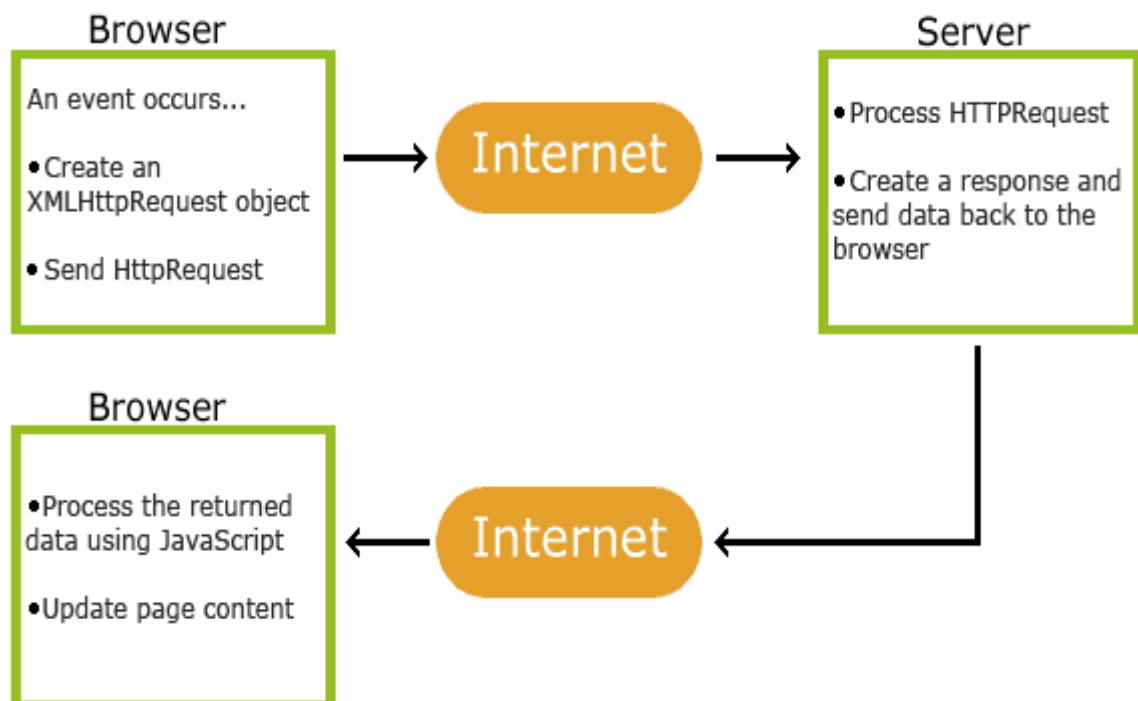 Browser
An event occurs...
•Create an
XMLHttpRequest object
• Send HttpRequest
Internet
Server
•Process HTTPRequest
•Create a response and
send data back to the
browser
Browser
•Process the returned
data using JavaScript
•Update page content
Internet